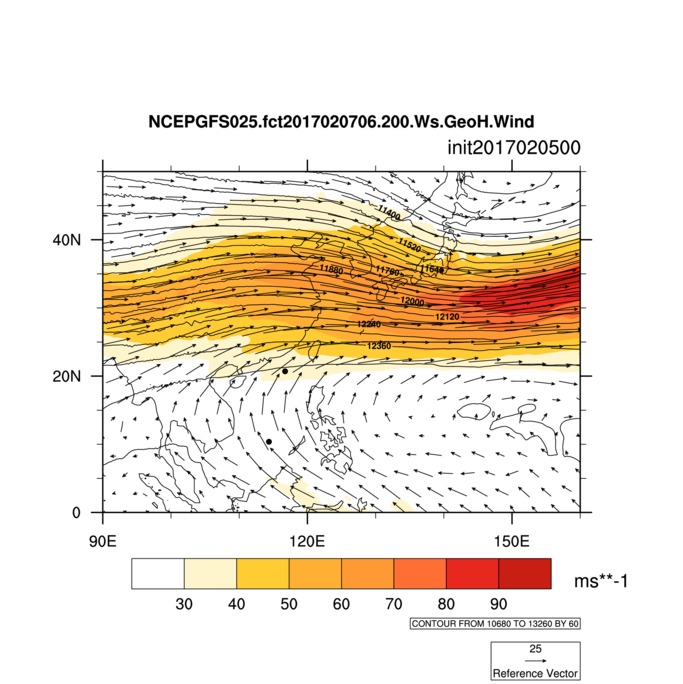 NCEPGFS025.fct2017020706.200.Ws.GeoH.Wind
init2017020500
11400
11520
40N
11880
11760
11640
12000
12120
12240
12360
20N
0
90E
120E
150E
ms**-1
30 40 50 60 70 80 90
CONTOUR FROM 10680 TO 13260 BY 60
25
Reference Vector